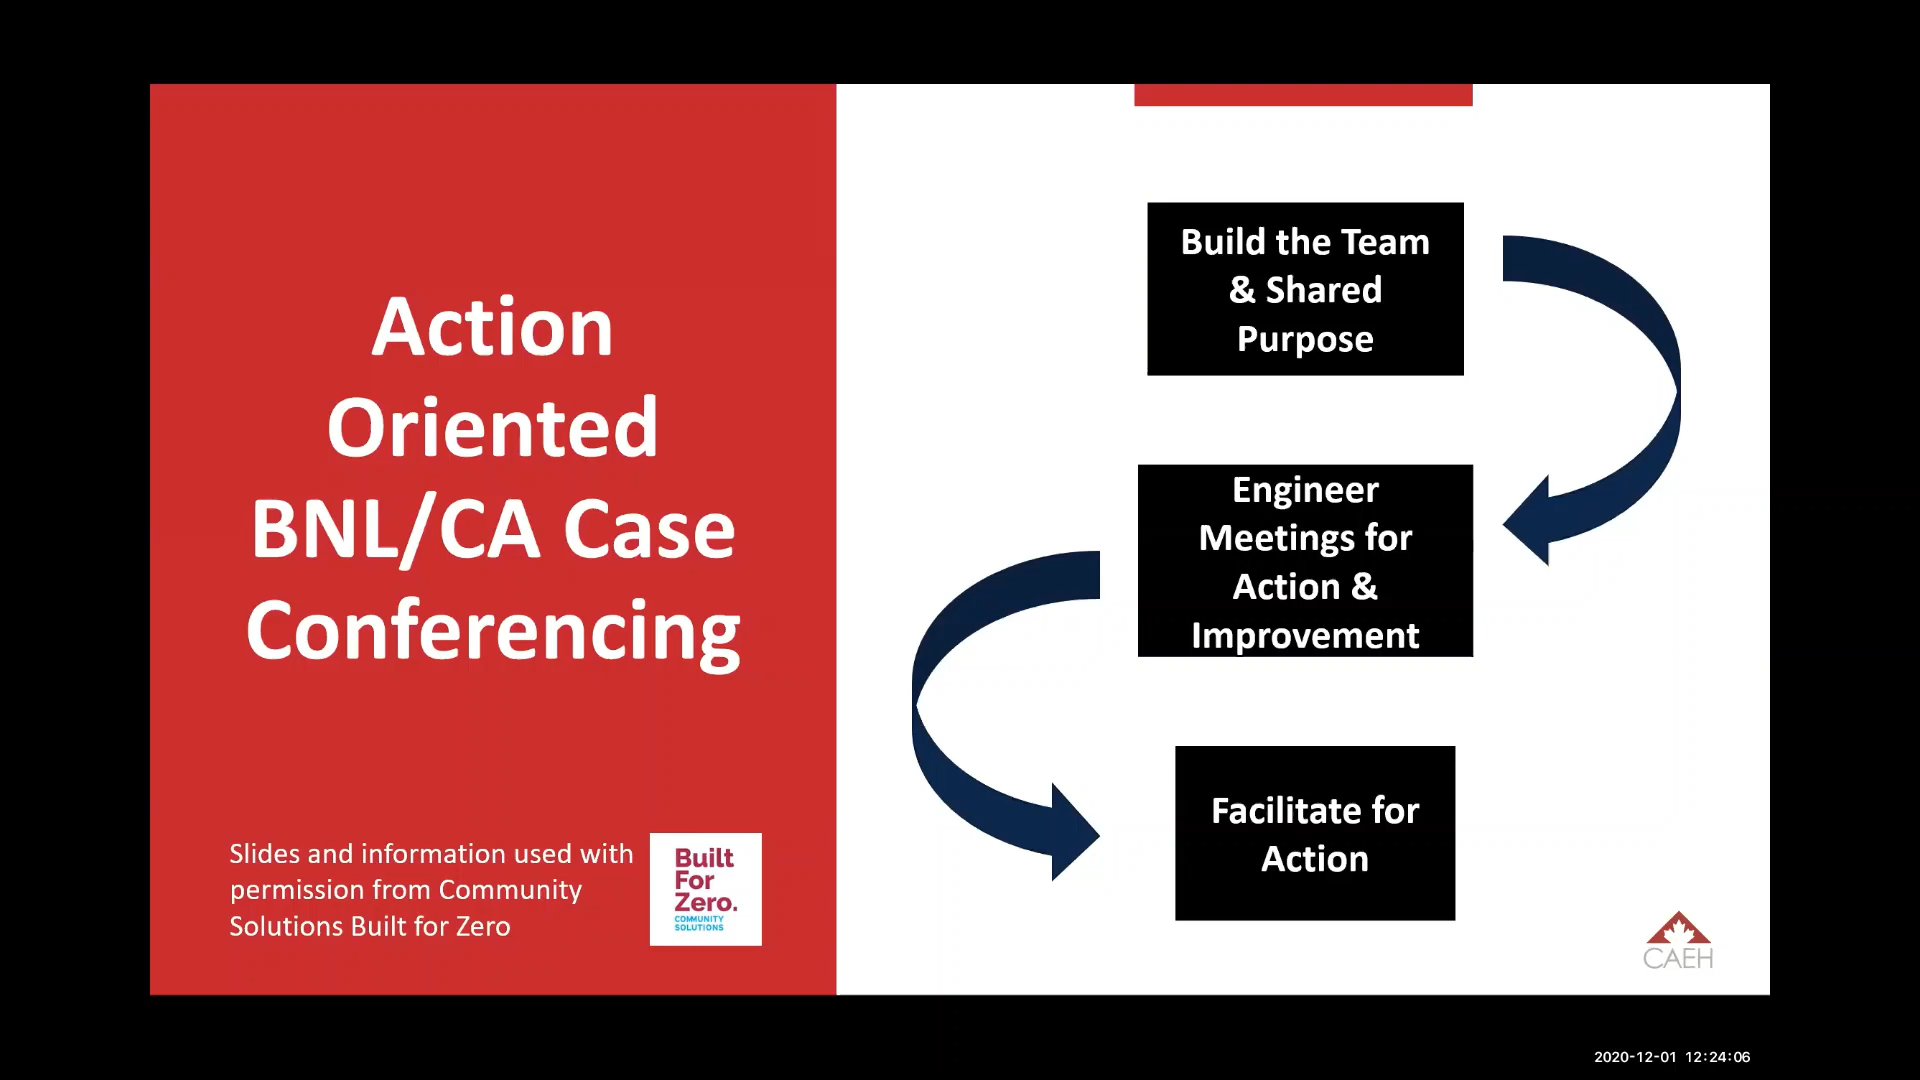 Action
Oriented
BNL/CA Case
Conferencing
Slides and information used with
permission from Community
Solutions Built for Zero
Built
For
Zero.
COMMUNITY
SOLUTIONS
Build the Team
& Shared
Purpose
Engineer
Meetings for
Action &
Improvement
Facilitate for
Action
CAEH
2020-12-01 12:24:06